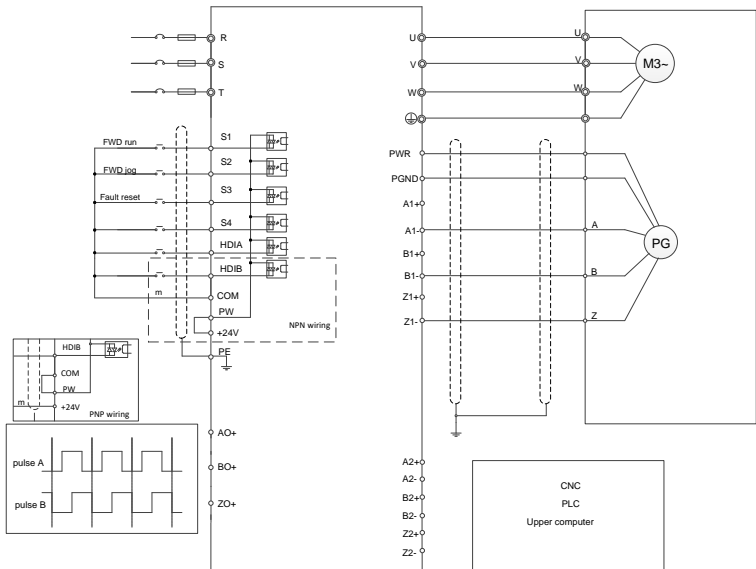 R
S
T
FWD run
FWD jog
Fault reset
S1
S2
S3
S4
HDIA
HDIB
m
COM
PW
+24V
NPN wiring
PE
HDIB
COM
PW
m
+24V
PNP wiring
pulse A
pulse B
AO+
BO+
ZO+
U
V
W
U
V
W
M3~
PWR
PGND
A1+
A1-
B1+
B1-
Z1+
Z1-
A
B
Z
PG
A2+
A2-
B2+
B2-
Z2+
Z2-
CNC
PLC
Upper computer